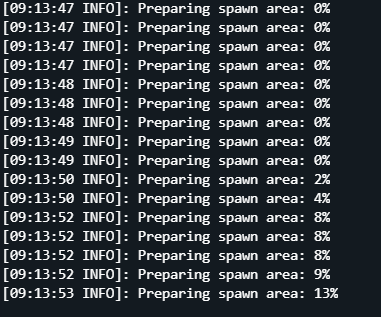 [09:13:47 INFO]: Preparing spawn area: 0%
[09:13:47 INFO]: Preparing spawn area: 0%
[09:13:47 INFO]: Preparing spawn area: 0%
[09:13:47 INFO]: Preparing spawn area: 0%
[09:13:48 INFO]: Preparing spawn area: 0%
[09:13:48 INFO]: Preparing spawn area: 0%
[09:13:48 INFO]: Preparing spawn area: 0%
[09:13:49 INFO]: Preparing spawn area: 0%
[09:13:49 INFO]: Preparing spawn area: 0%
[09:13:50 INFO]: Preparing spawn area: 2%
[09:13:50 INFO]: Preparing spawn area: 4%
[09:13:52 INFO]: Preparing spawn area: 8%
[09:13:52 INFO]: Preparing spawn area: 8%
[09:13:52 INFO]: Preparing spawn area: 8%
[09:13:52 INFO]: Preparing spawn area: 9%
[09:13:53 INFO]: Preparing spawn area: 13%